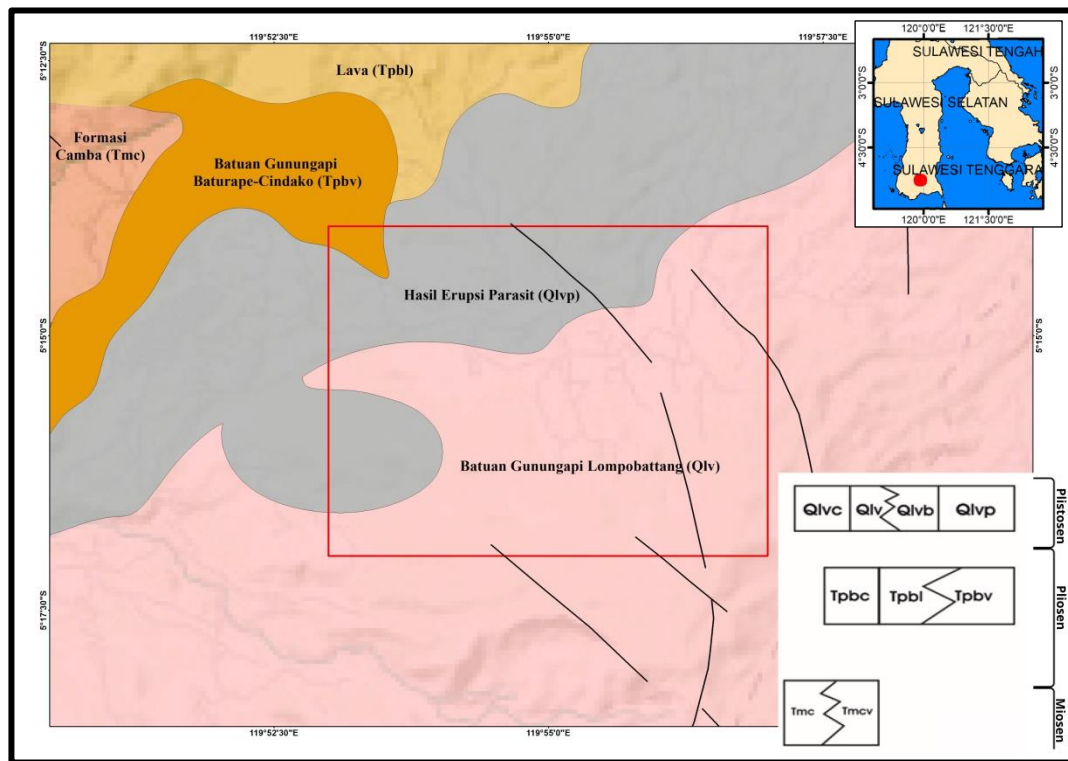 119°52'30"E
119°55'0"E
119°57'30"E
5°12'30"S
5°15'0"S
5°17'30"S
Lava (Tpbl)
Formasi
Camba (Tmc)
Batuan Gunungapi
Baturape-Cindako (Tpbv)
Hasil Erupsi Parasit (Qlvp)
Batuan Gunungapi Lompobattang (Qlv)
120°0'0"E
121°30'0"E
SULAWESI TENGAH
3°0'0"S
3°0'0"S
SULAWESI SELATAN
4°30'0"S
4°30'0"S
SULAWESI TENGGARA
120°0'0"E
121°30'0"E
5°15'0"S
Qlvc
Qlv
Qlvb
Qlvp
Plistosen
Tpbc
Tpbl
Tpbv
Pliosen
Tmc
Tmcv
Miosen
119°52'30"E
119°55'0"E